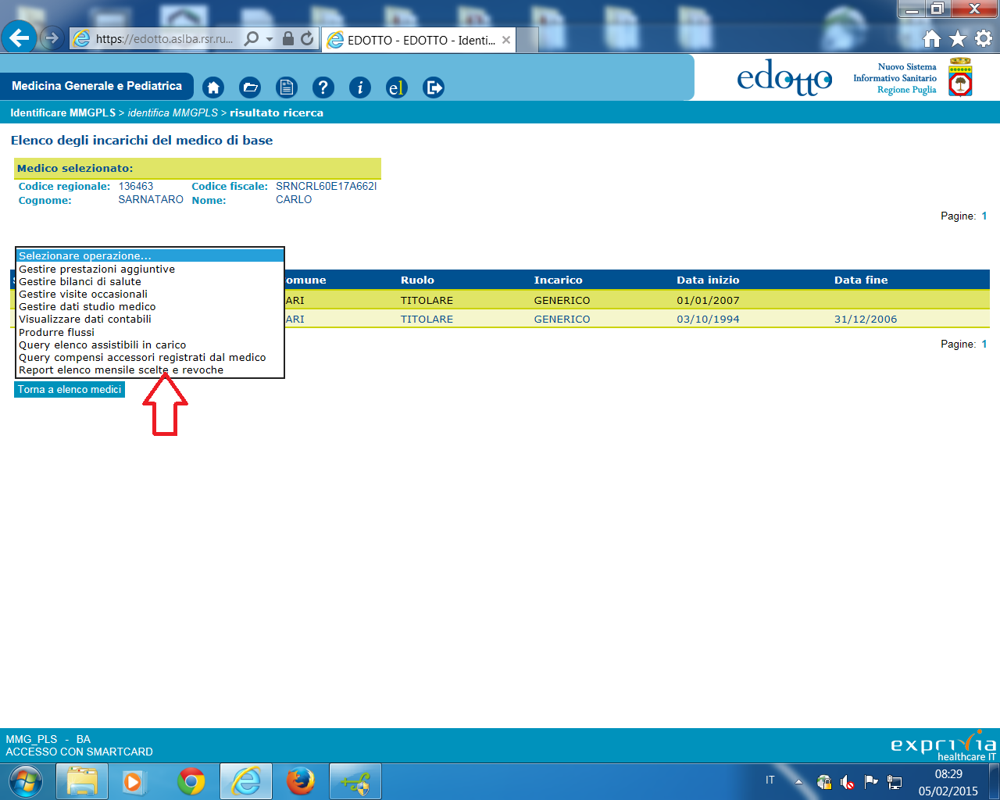 https://edotto.aslba.rsr.ru...
EDOTTO - EDOTTO - Identi...
Medicina Generale e Pediatrica
?
i
el
edotto
Nuovo Sistema
Informativo Sanitario
Regione Puglia
Identificare MMGPLS > identifica MMGPLS > risultato ricerca
Elenco degli incarichi del medico di base
Medico selezionato:
Codice regionale: 136463 Codice fiscale: SRNCRL60E17A662I
Cognome: SARNATARO Nome: CARLO
Pagine: 1
Selezionare operazione...
Gestire prestazioni aggiuntive
Gestire bilanci di salute
Gestire visite occasionali
Gestire dati studio medico
Visualizzare dati contabili
Produrre flussi
Query elenco assistibili in carico
Query compensi accessori registrati dal medico
Report elenco mensile scelte e revoche
omune Ruolo Incarico Data inizio Data fine
ARI TITOLARE GENERICO 01/01/2007
ARI TITOLARE GENERICO 03/10/1994 31/12/2006
Pagine: 1
Torna a elenco medici
MMG_PLS - BA
ACCESSO CON SMARTCARD
exprivia
healthcare IT
IT
08:29
05/02/2015